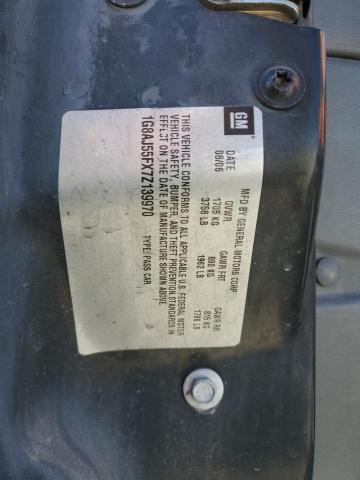 GM
MFD BY GENERAL MOTORS CORP
DATE GVWR GAWR FRT GAWR RR
08/06 1705 KG 890 KG 815 KG
3758 LB 1962 LB 1796 LB
THIS VEHICLE CONFORMS TO ALL APPLICABLE U.S. FEDERAL MOTOR
VEHICLE SAFETY, BUMPER, AND THEFT PREVENTION STANDARDS IN
EFFECT ON THE DATE OF MANUFACTURE SHOWN ABOVE.
1G8AJ55FX7Z139970 TYPE: PASS CAR